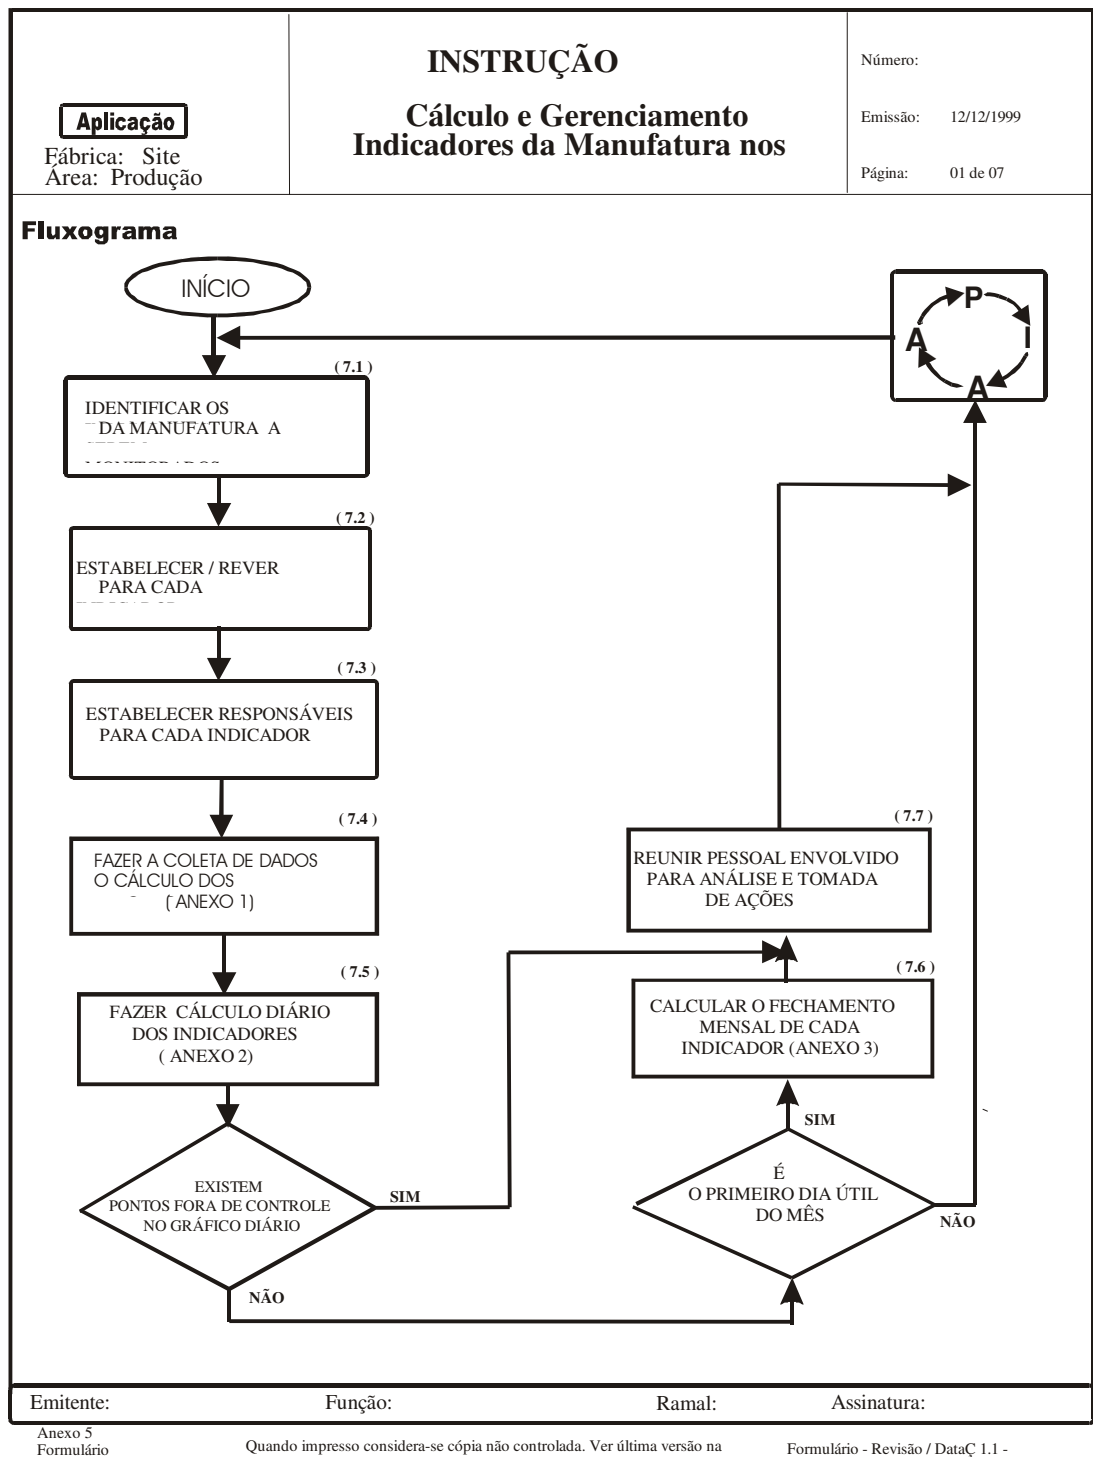 INSTRUÇÃO
Cálculo e Gerenciamento
Indicadores da Manufatura nos
Aplicação
Fábrica: Site
Área: Produção
Número:
Emissão: 12/12/1999
Página: 01 de 07
Fluxograma
INÍCIO
P
I
A
A
( 7.1 )
IDENTIFICAR OS
DA MANUFATURA A
( 7.2 )
ESTABELECER / REVER
PARA CADA
( 7.3 )
ESTABELECER RESPONSÁVEIS
PARA CADA INDICADOR
( 7.4 )
FAZER A COLETA DE DADOS
O CÁLCULO DOS
( ANEXO 1)
( 7.5 )
FAZER CÁLCULO DIÁRIO
DOS INDICADORES
( ANEXO 2)
EXISTEM
PONTOS FORA DE CONTROLE
NO GRÁFICO DIÁRIO
SIM
NÃO
( 7.7 )
REUNIR PESSOAL ENVOLVIDO
PARA ANÁLISE E TOMADA
DE AÇÕES
( 7.6 )
CALCULAR O FECHAMENTO
MENSAL DE CADA
INDICADOR (ANEXO 3)
SIM
É
O PRIMEIRO DIA ÚTIL
DO MÊS
NÃO
Emitente: Função: Ramal: Assinatura:
Anexo 5
Formulário
Quando impresso considera-se cópia não controlada. Ver última versão na
Formulário - Revisão / DataÇ 1.1 -